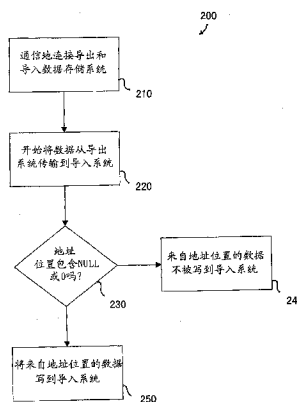 200
通信地连接导出和
导入数据存储系统
210
开始将数据从导出
系统传输到导入系统
220
地址
位置包含NULL
或0吗?
230
来自地址位置的数据
不被写到导入系统
24
将来自地址位置的数据
写到导入系统
250